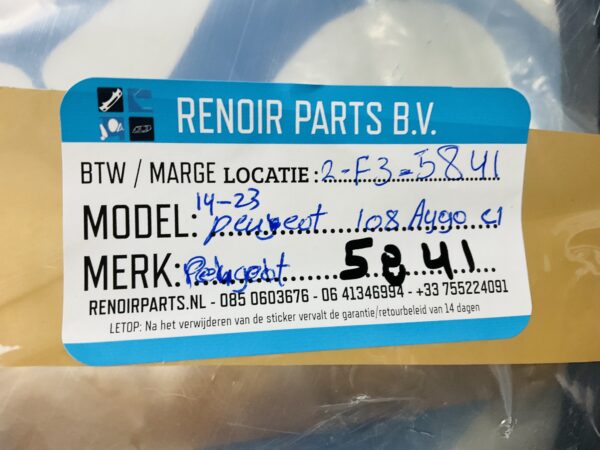 RENOIR PARTS B.V.
BTW / MARGE LOCATIE: 2-F3-5841
14-23
MODEL: peugeot 108 Aygo c1
MERK: Peugeot 5841
RENOIRPARTS.NL - 085 0603676 - 06 41346994 - +33 755224091
LETOP: Na het verwijderen van de sticker vervalt de garantie/retourbeleid van 14 dagen